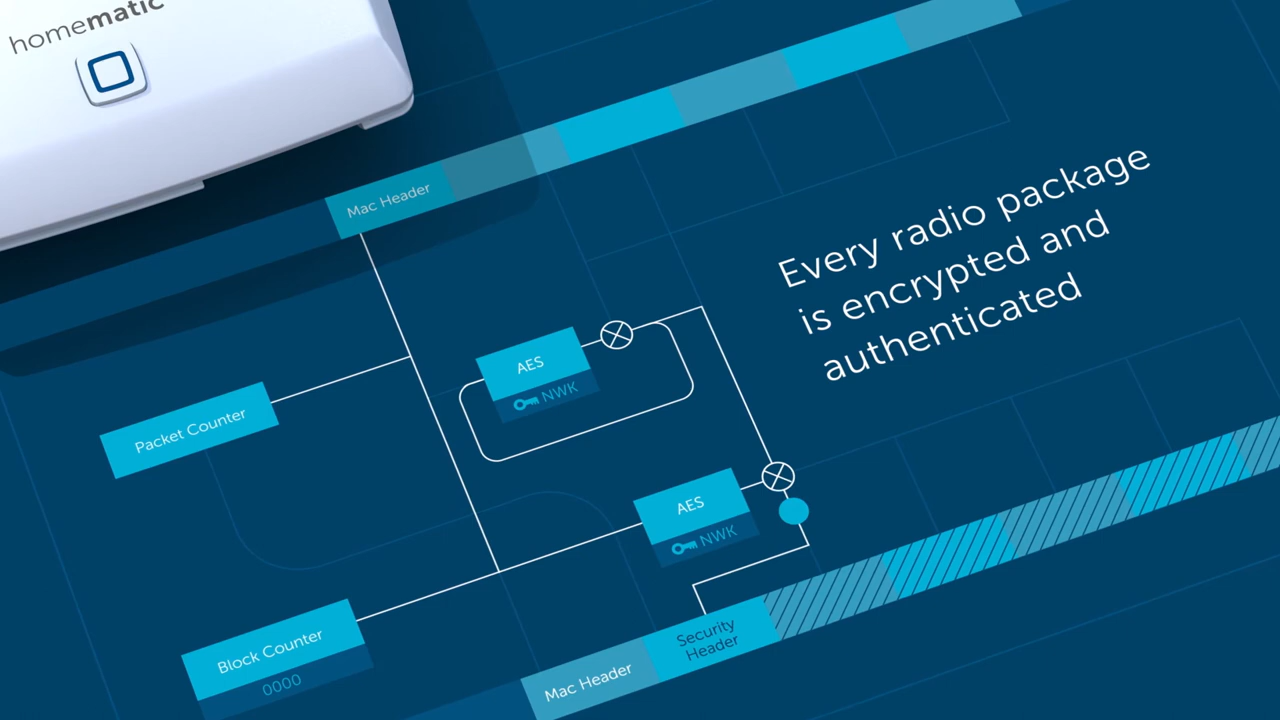 homematic
Mac Header
Every radio package
is encrypted and
authenticated
AES
NWK
Packet Counter
AES
NWK
Block Counter
0000
Security
Header
Mac Header